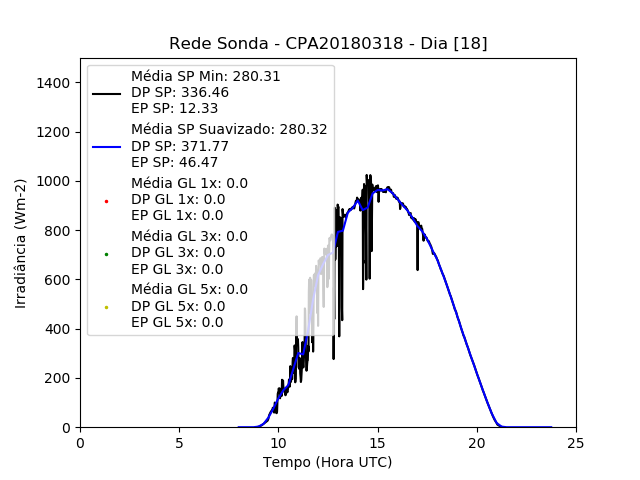 Rede Sonda - CPA20180318 - Dia [18]
Irradiância (Wm-2)
1400
1200
1000
800
600
400
200
0
Média SP Min: 280.31
DP SP: 336.46
EP SP: 12.33
Média SP Suavizado: 280.32
DP SP: 371.77
EP SP: 46.47
Média GL 1x: 0.0
DP GL 1x: 0.0
EP GL 1x: 0.0
Média GL 3x: 0.0
DP GL 3x: 0.0
EP GL 3x: 0.0
Média GL 5x: 0.0
DP GL 5x: 0.0
EP GL 5x: 0.0
0 5 10 15 20 25
Tempo (Hora UTC)